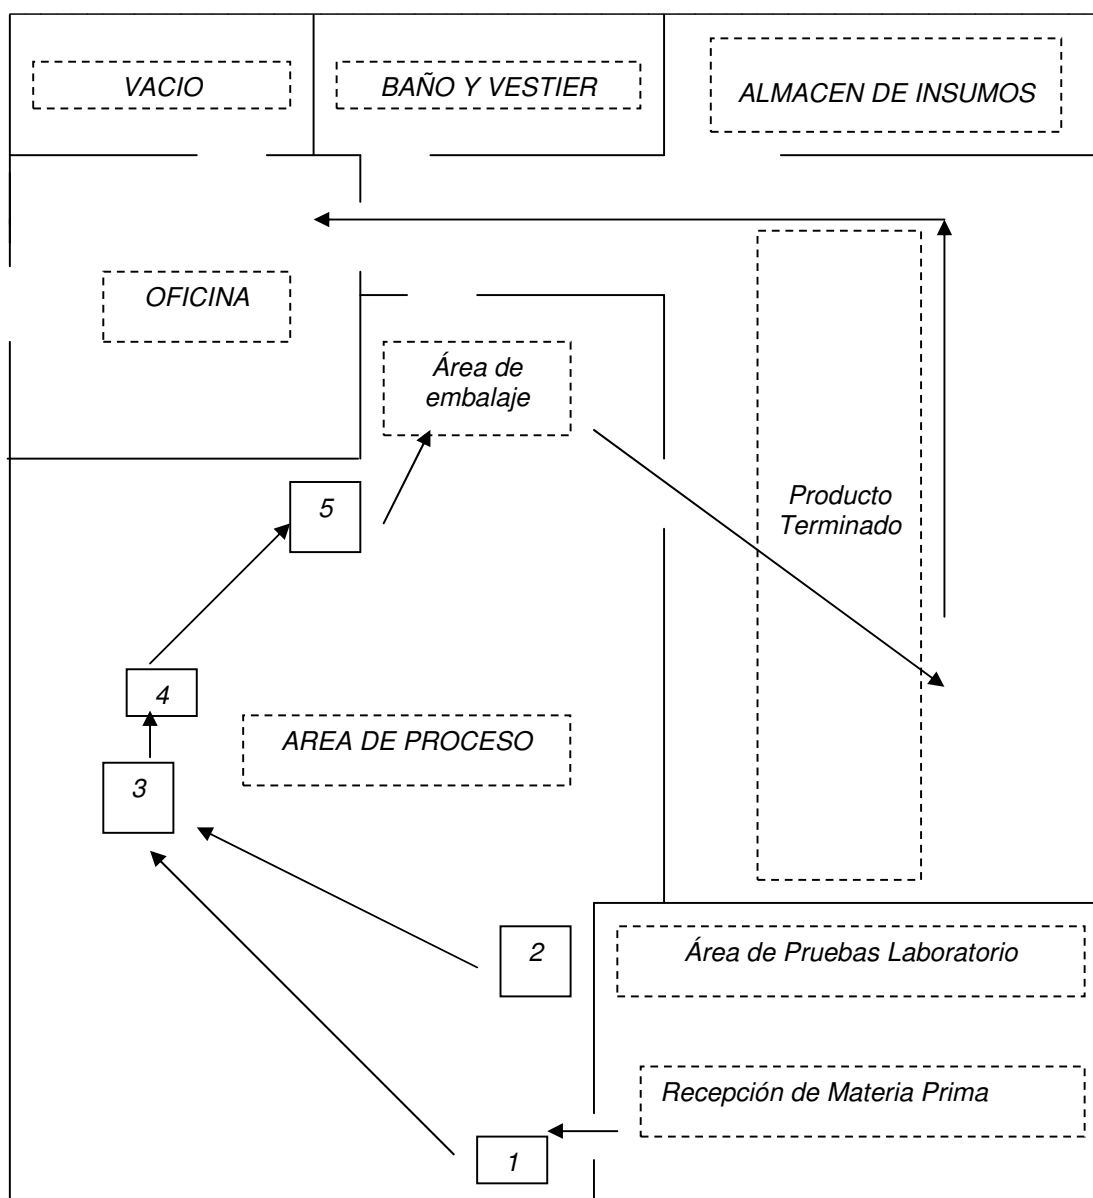 VACIO
BAÑO Y VESTIER
ALMACEN DE INSUMOS
OFICINA
Área de
embalaje
5
Producto
Terminado
4
AREA DE PROCESO
3
2
Área de Pruebas Laboratorio
Recepción de Materia Prima
1